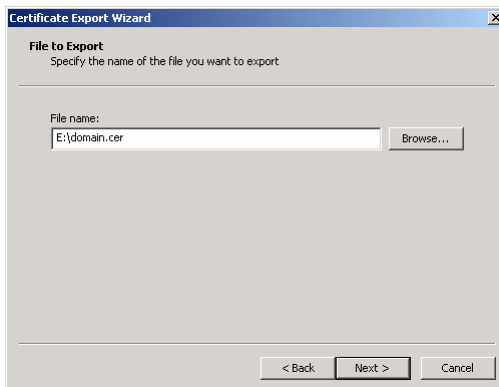 Certificate Export Wizard
File to Export
Specify the name of the file you want to export
File name:
E:\domain.cer
Browse...
< Back
Next >
Cancel